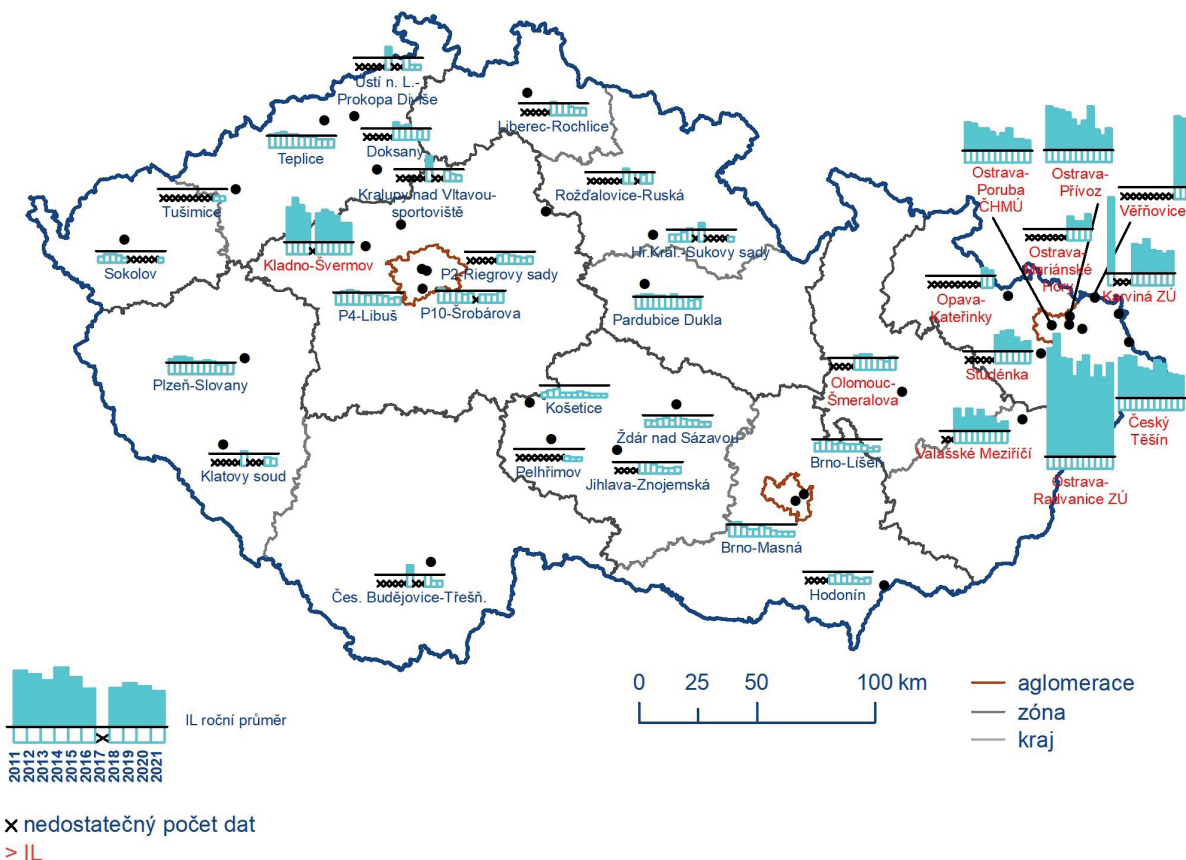 Ústí n. L.-
Prokopa Diviše
Liberec-Rochlice
Teplice
Doksany
Kralupy nad Vltavou-
sportoviště
Rožďalovice-Ruská
Tušimice
Sokolov
Kladno-Švermov
P2-Riegrovy sady
P4-Libuš
P10-Šrobárova
Hr.Král.-Sukovy sady
Pardubice Dukla
Ostrava-
Poruba
ČHMÚ
Ostrava-
Přívoz
Věřňovice
Ostrava-
Mariánské
Hory
Karviná ZÚ
Opava-
Kateřinky
Studénka
Český
Těšín
Ostrava-
Radvanice ZÚ
Valašské Meziříčí
Olomouc-
Šmeralova
Plzeň-Slovany
Klatovy soud
Košetice
Ždár nad Sázavou
Pelhřimov
Jihlava-Znojemská
Brno-Líšeň
Brno-Masná
Hodonín
Čes. Budějovice-Třešň.
IL roční průměr
2011
2012
2013
2014
2015
2016
2017
2018
2019
2020
2021
0 25 50 100 km
aglomerace
zóna
kraj
x nedostatečný počet dat
> IL